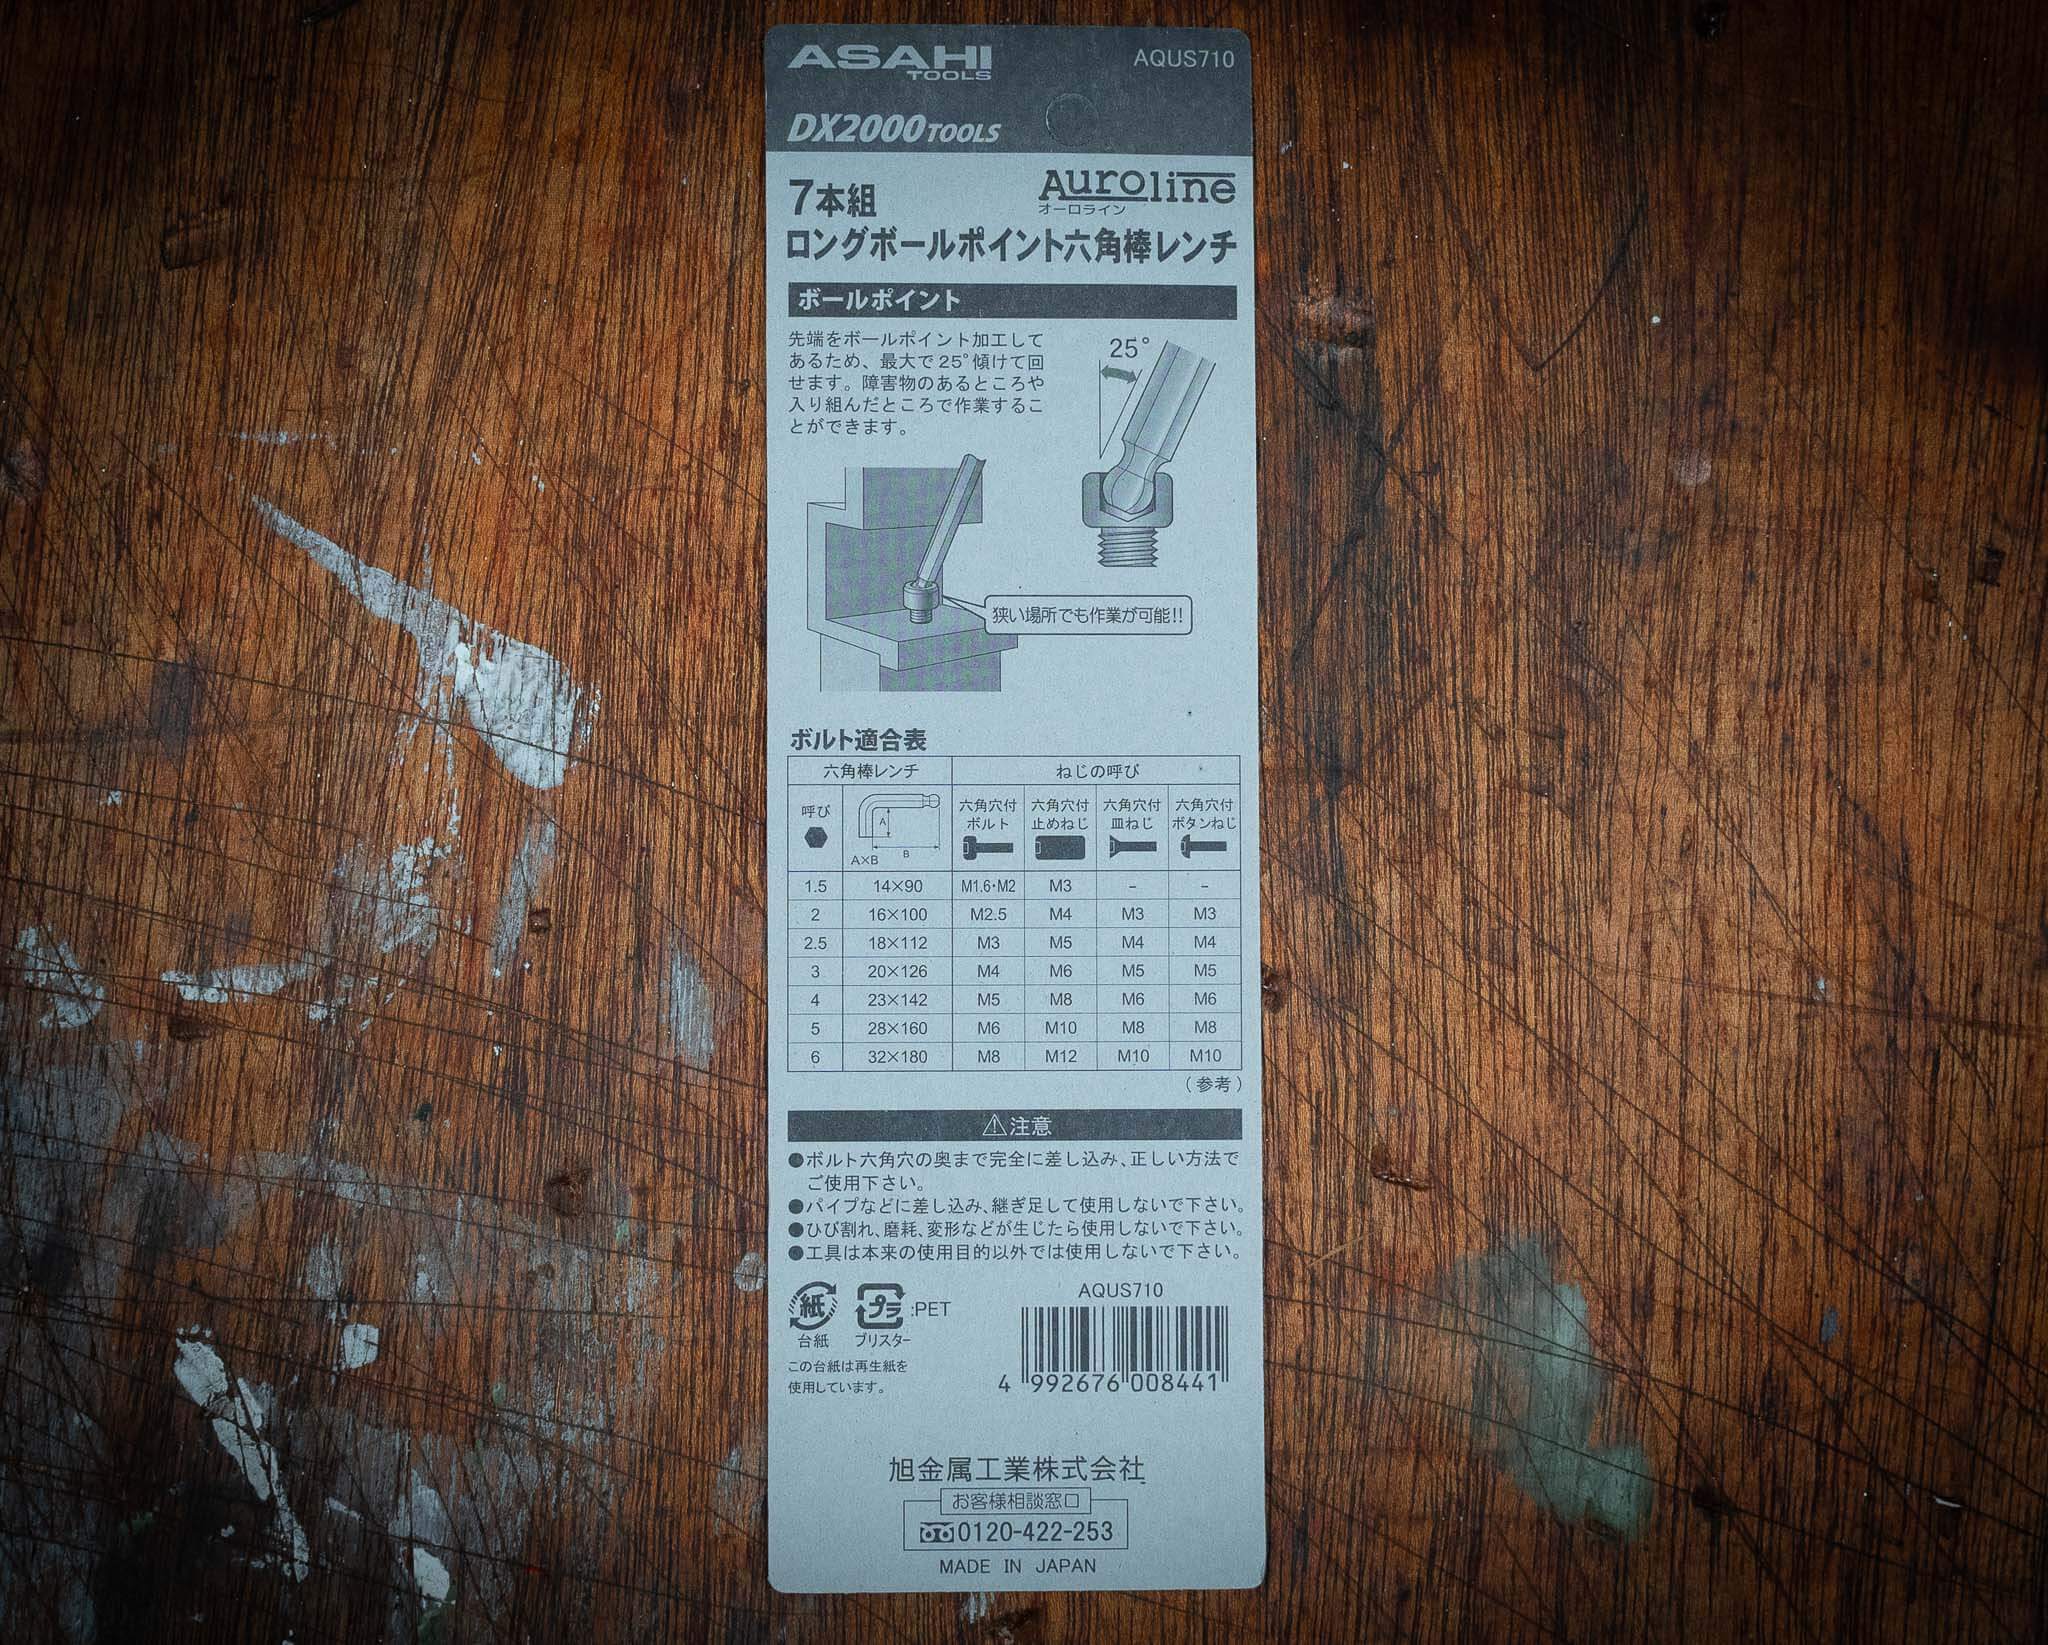 ASAHI
TOOLS
AQUS710
DX2000TOOLS
7本組
Auroline
オーロライン
ロングボールポイント六角棒レンチ
ボールポイント
先端をボールポイント加工して
あるため、最大で25°傾けて回
せます。障害物のあるところや
入り組んだところで作業するこ
とができます。
25°
狭い場所でも作業が可能!!
ボルト適合表
六角棒レンチ ねじの呼び
呼び A B A×B 六角穴付ボルト 六角穴付止めねじ 六角穴付皿ねじ 六角穴付ボタンねじ
1.5 14×90 M1.6・M2 M3 - -
2 16×100 M2.5 M4 M3 M3
2.5 18×112 M3 M5 M4 M4
3 20×126 M4 M6 M5 M5
4 23×142 M5 M8 M6 M6
5 28×160 M6 M10 M8 M8
6 32×180 M8 M12 M10 M10
(参考)
⚠注意
●ボルト六角穴の奥まで完全に差し込み、正しい方法で
ご使用下さい。
●パイプなどに差し込み、継ぎ足して使用しないで下さい。
●ひび割れ、磨耗、変形などが生じたら使用しないで下さい。
●工具は本来の使用目的以外では使用しないで下さい。
紙 プラ :PET
台紙 ブリスター
この台紙は再生紙を
使用しています。
AQUS710
4 992676 008441
旭金属工業株式会社
お客様相談窓口
0120-422-253
MADE IN JAPAN